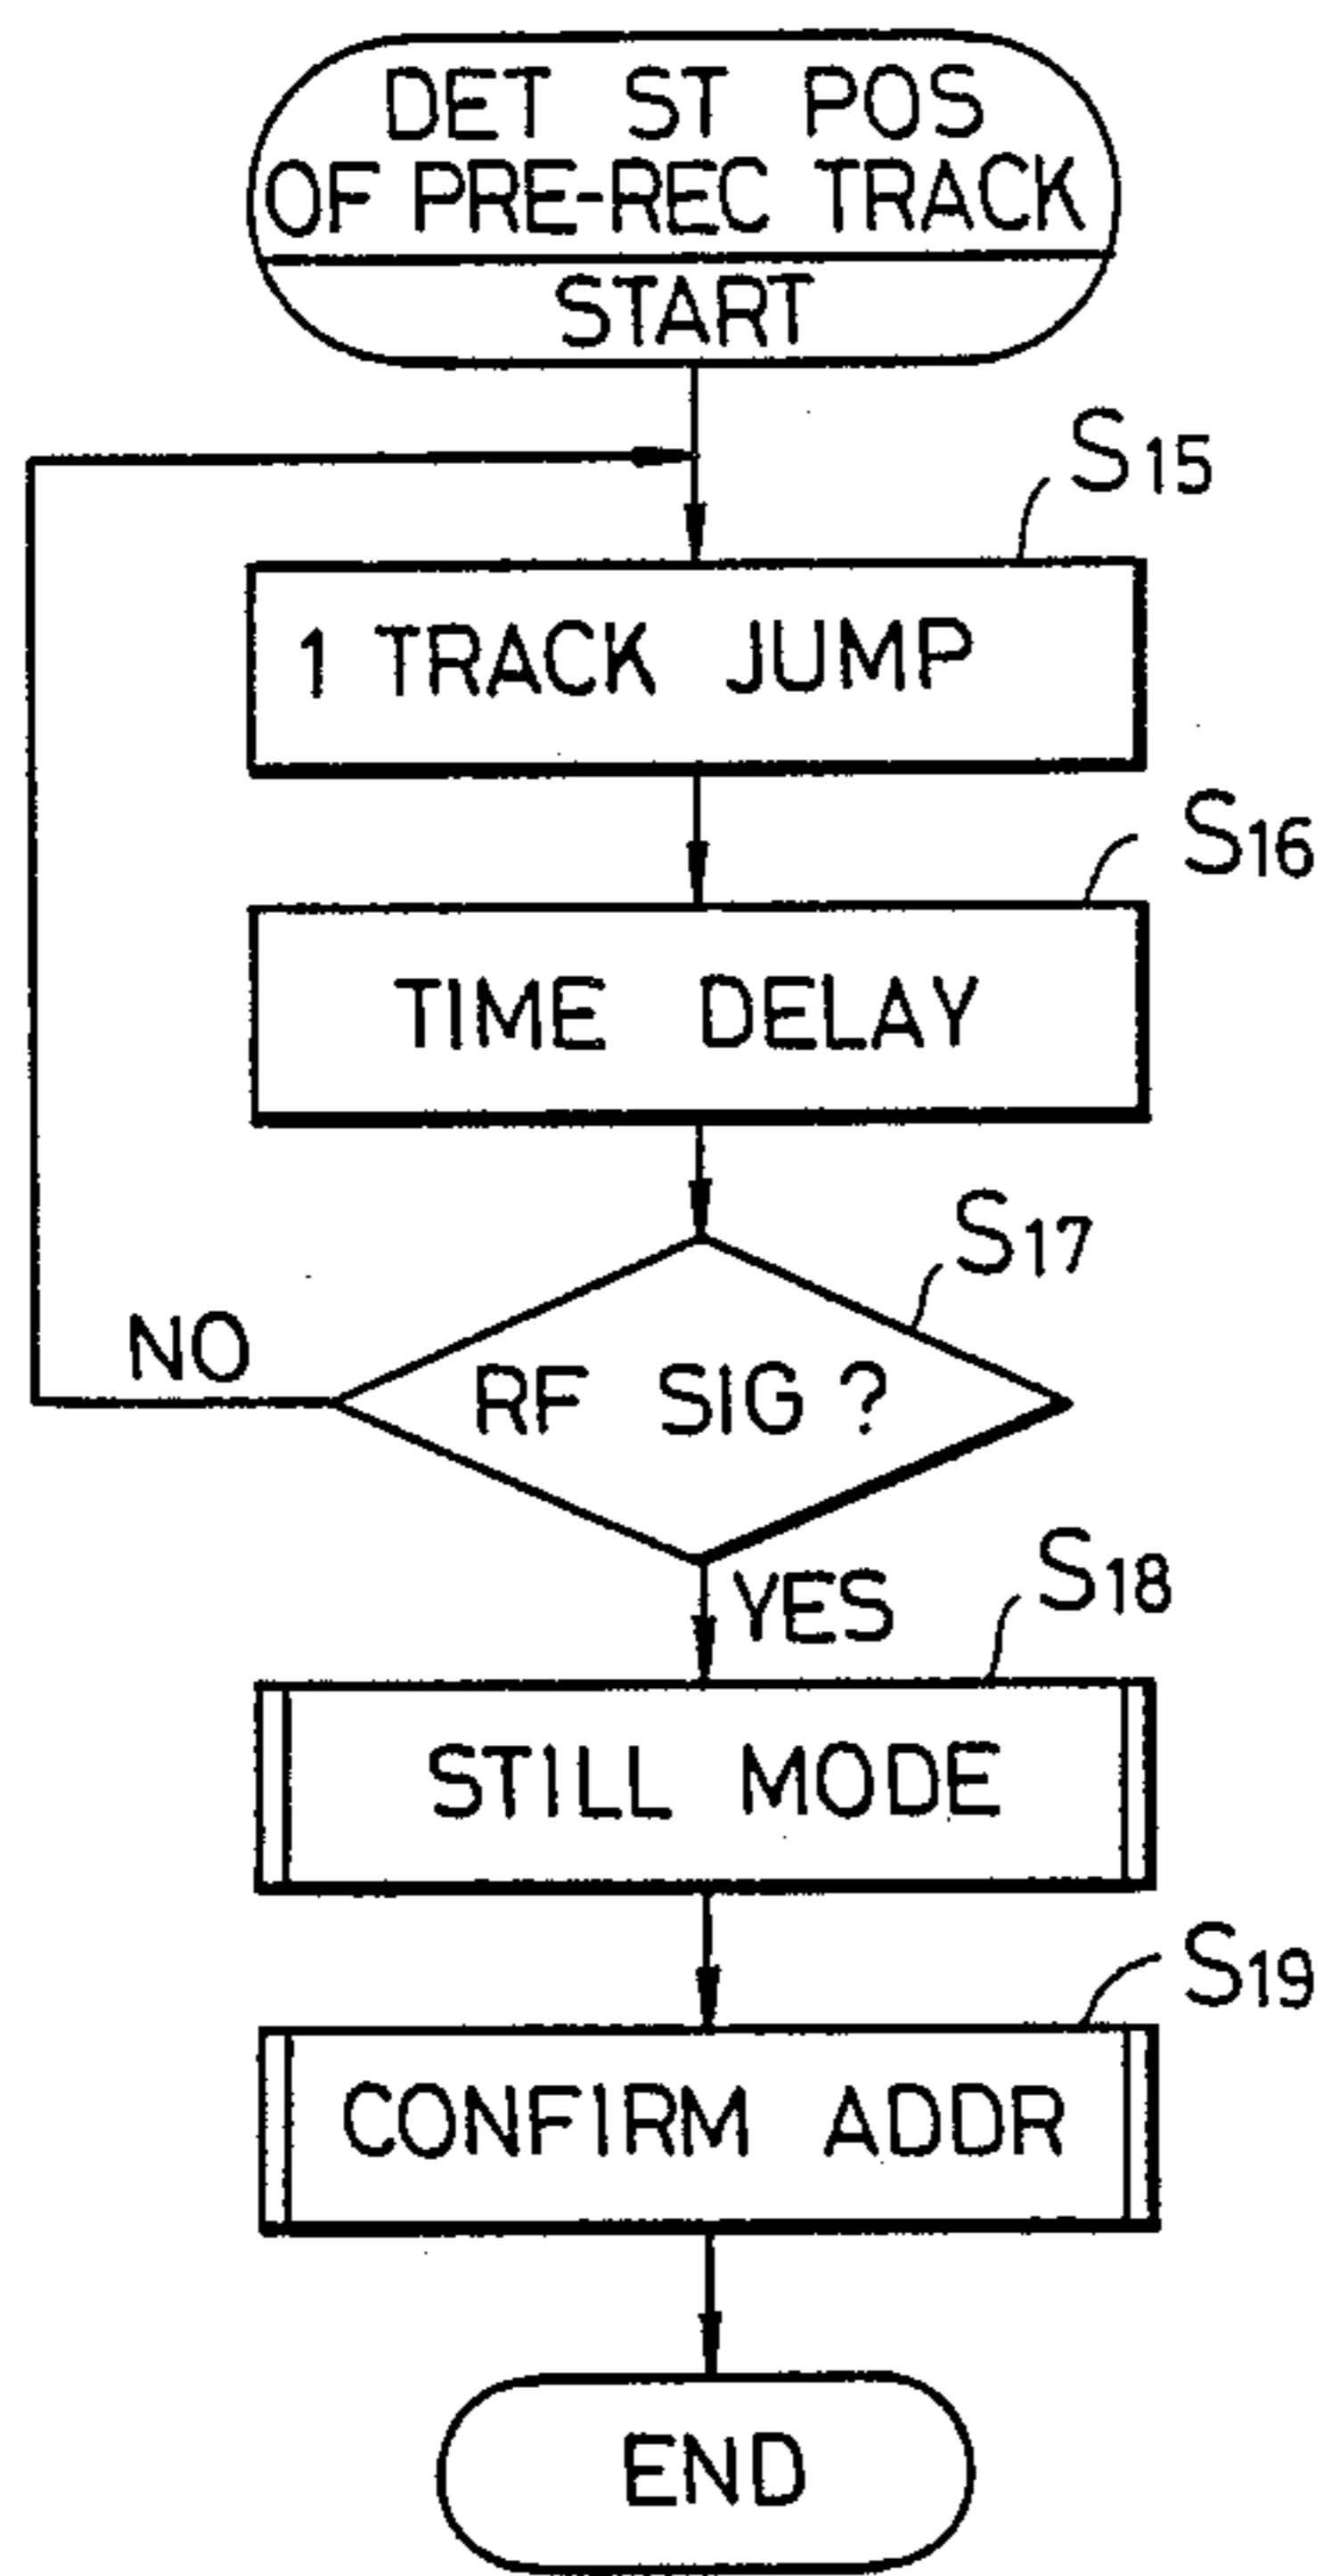 DET ST POS
OF PRE-REC TRACK
START
S15
1 TRACK JUMP
S16
TIME DELAY
S17
NO
RF SIG ?
YES
S18
STILL MODE
S19
CONFIRM ADDR
END